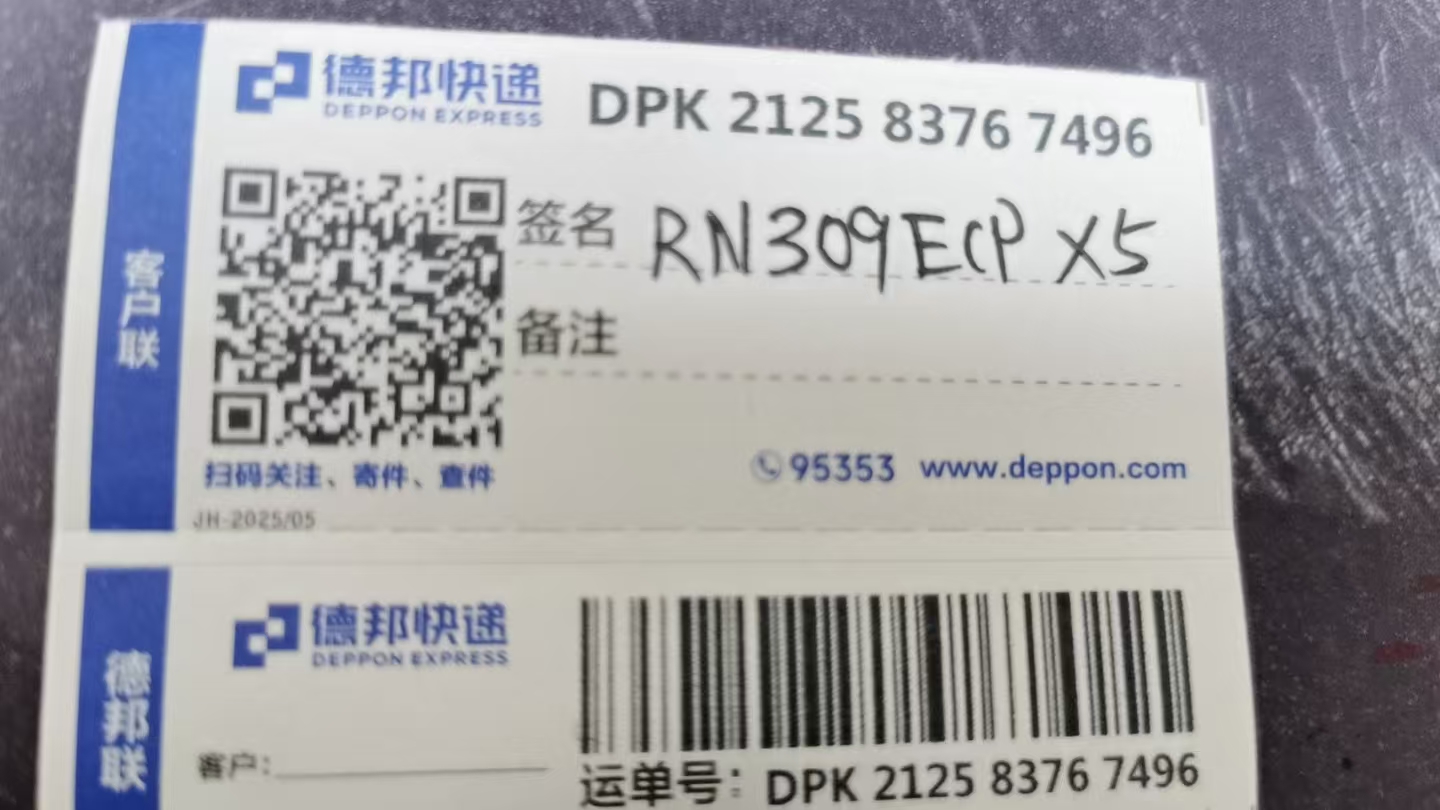 德邦快递
DEPPON EXPRESS
DPK 2125 8376 7496
客户联
签名 RN309ECP X5
备注
扫码关注、寄件、查件
95353 www.deppon.com
JH-2025/05
德邦联
德邦快递
DEPPON EXPRESS
客户：
运单号：DPK 2125 8376 7496